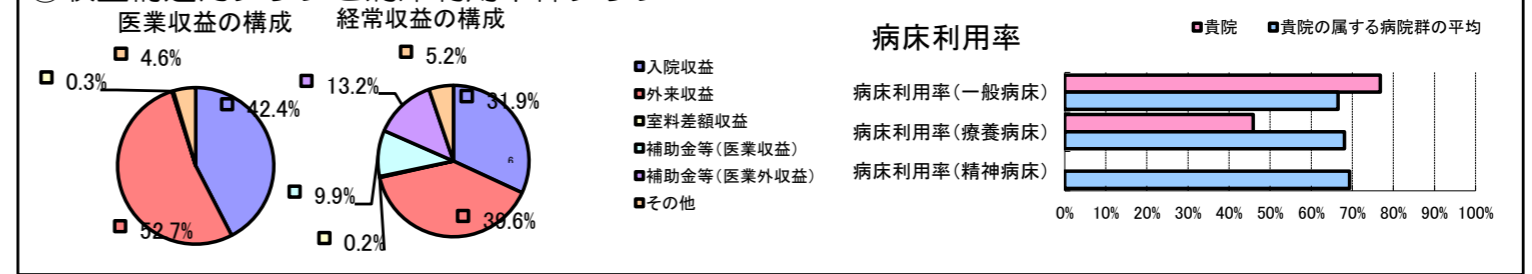 医業収益の構成
経常収益の構成
4.6%
0.3%
42.4%
52.7%
5.2%
13.2%
31.9%
6
9.9%
39.6%
0.2%
入院収益
外来収益
室料差額収益
補助金等(医業収益)
補助金等(医業外収益)
その他
病床利用率
貴院
貴院の属する病院群の平均
病床利用率(一般病床)
病床利用率(療養病床)
病床利用率(精神病床)
0% 10% 20% 30% 40% 50% 60% 70% 80% 90% 100%